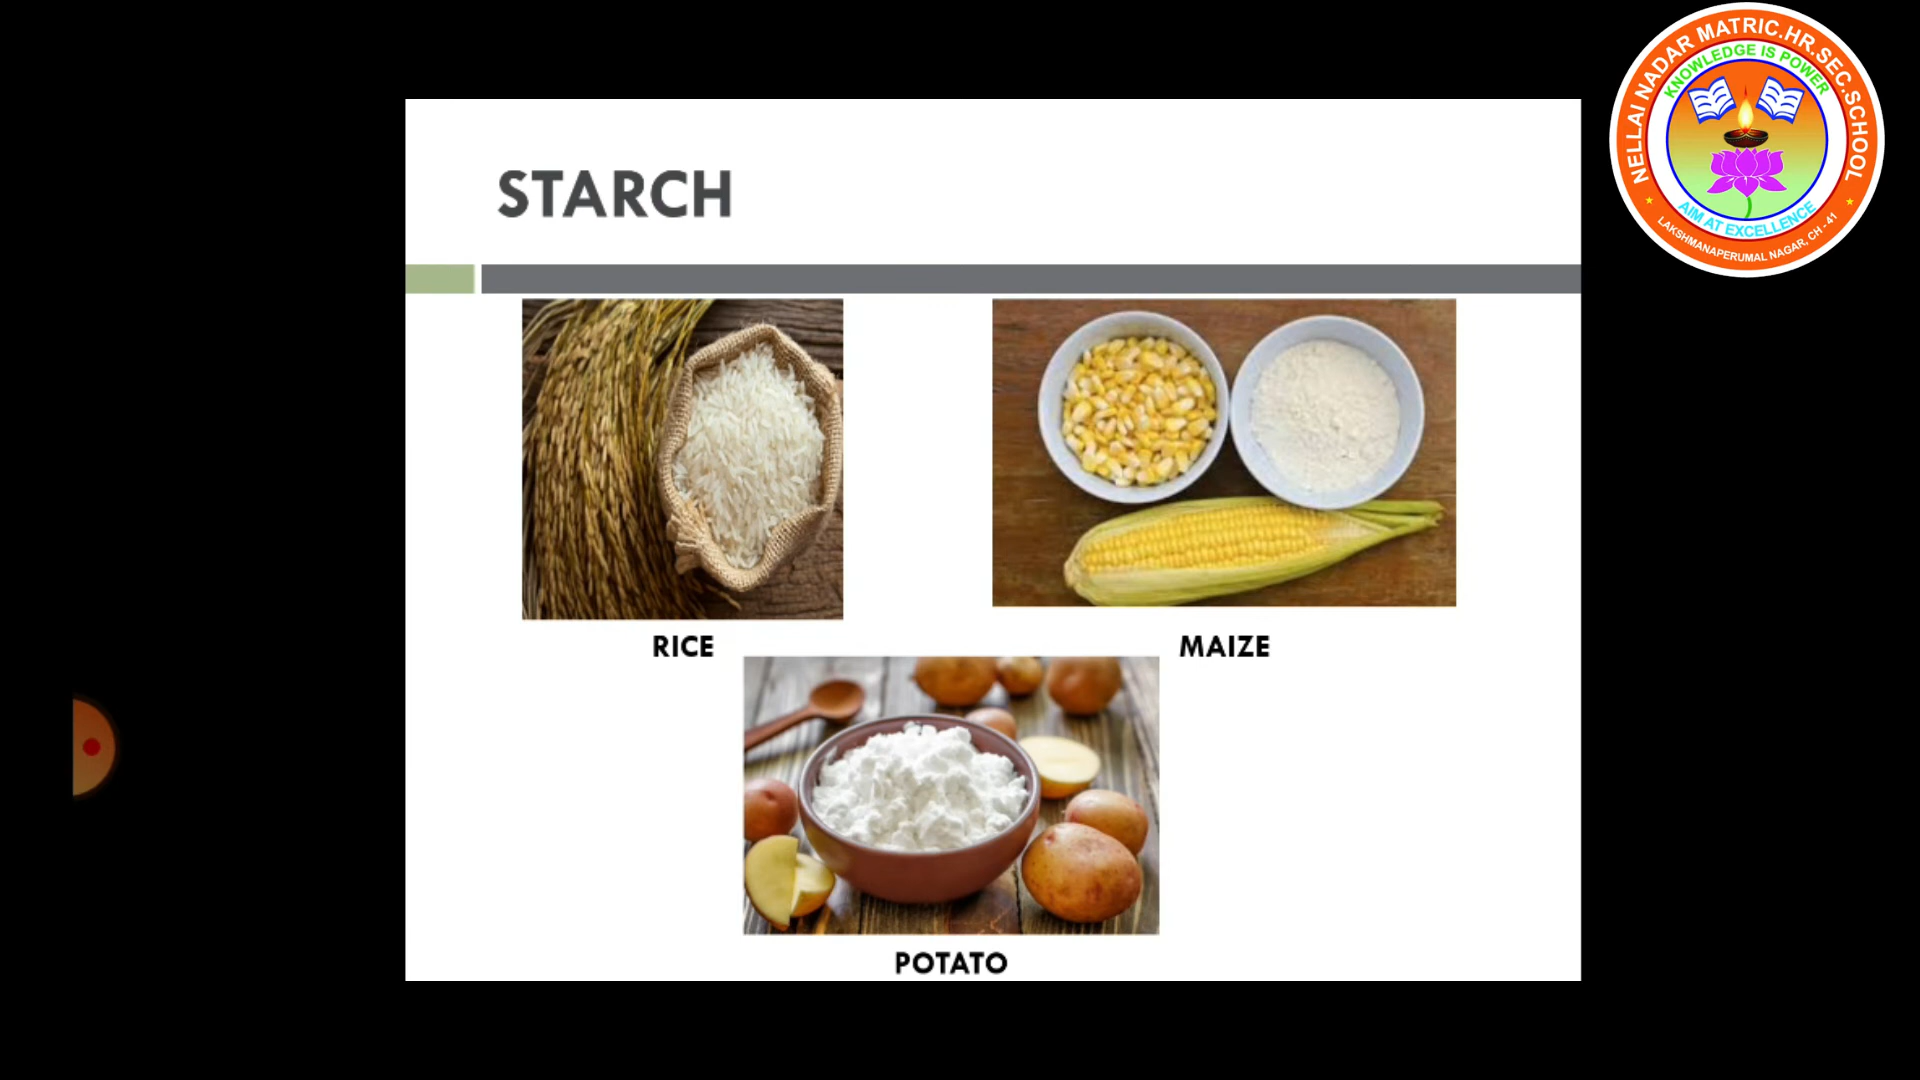 STARCH
RICE
MAIZE
POTATO
NELLAI NADAR MATRIC.HR.SEC.SCHOOL
KNOWLEDGE IS POWER
AIM AT EXCELLENCE
LAKSHMANAPERUMAL NAGAR, CH - 41